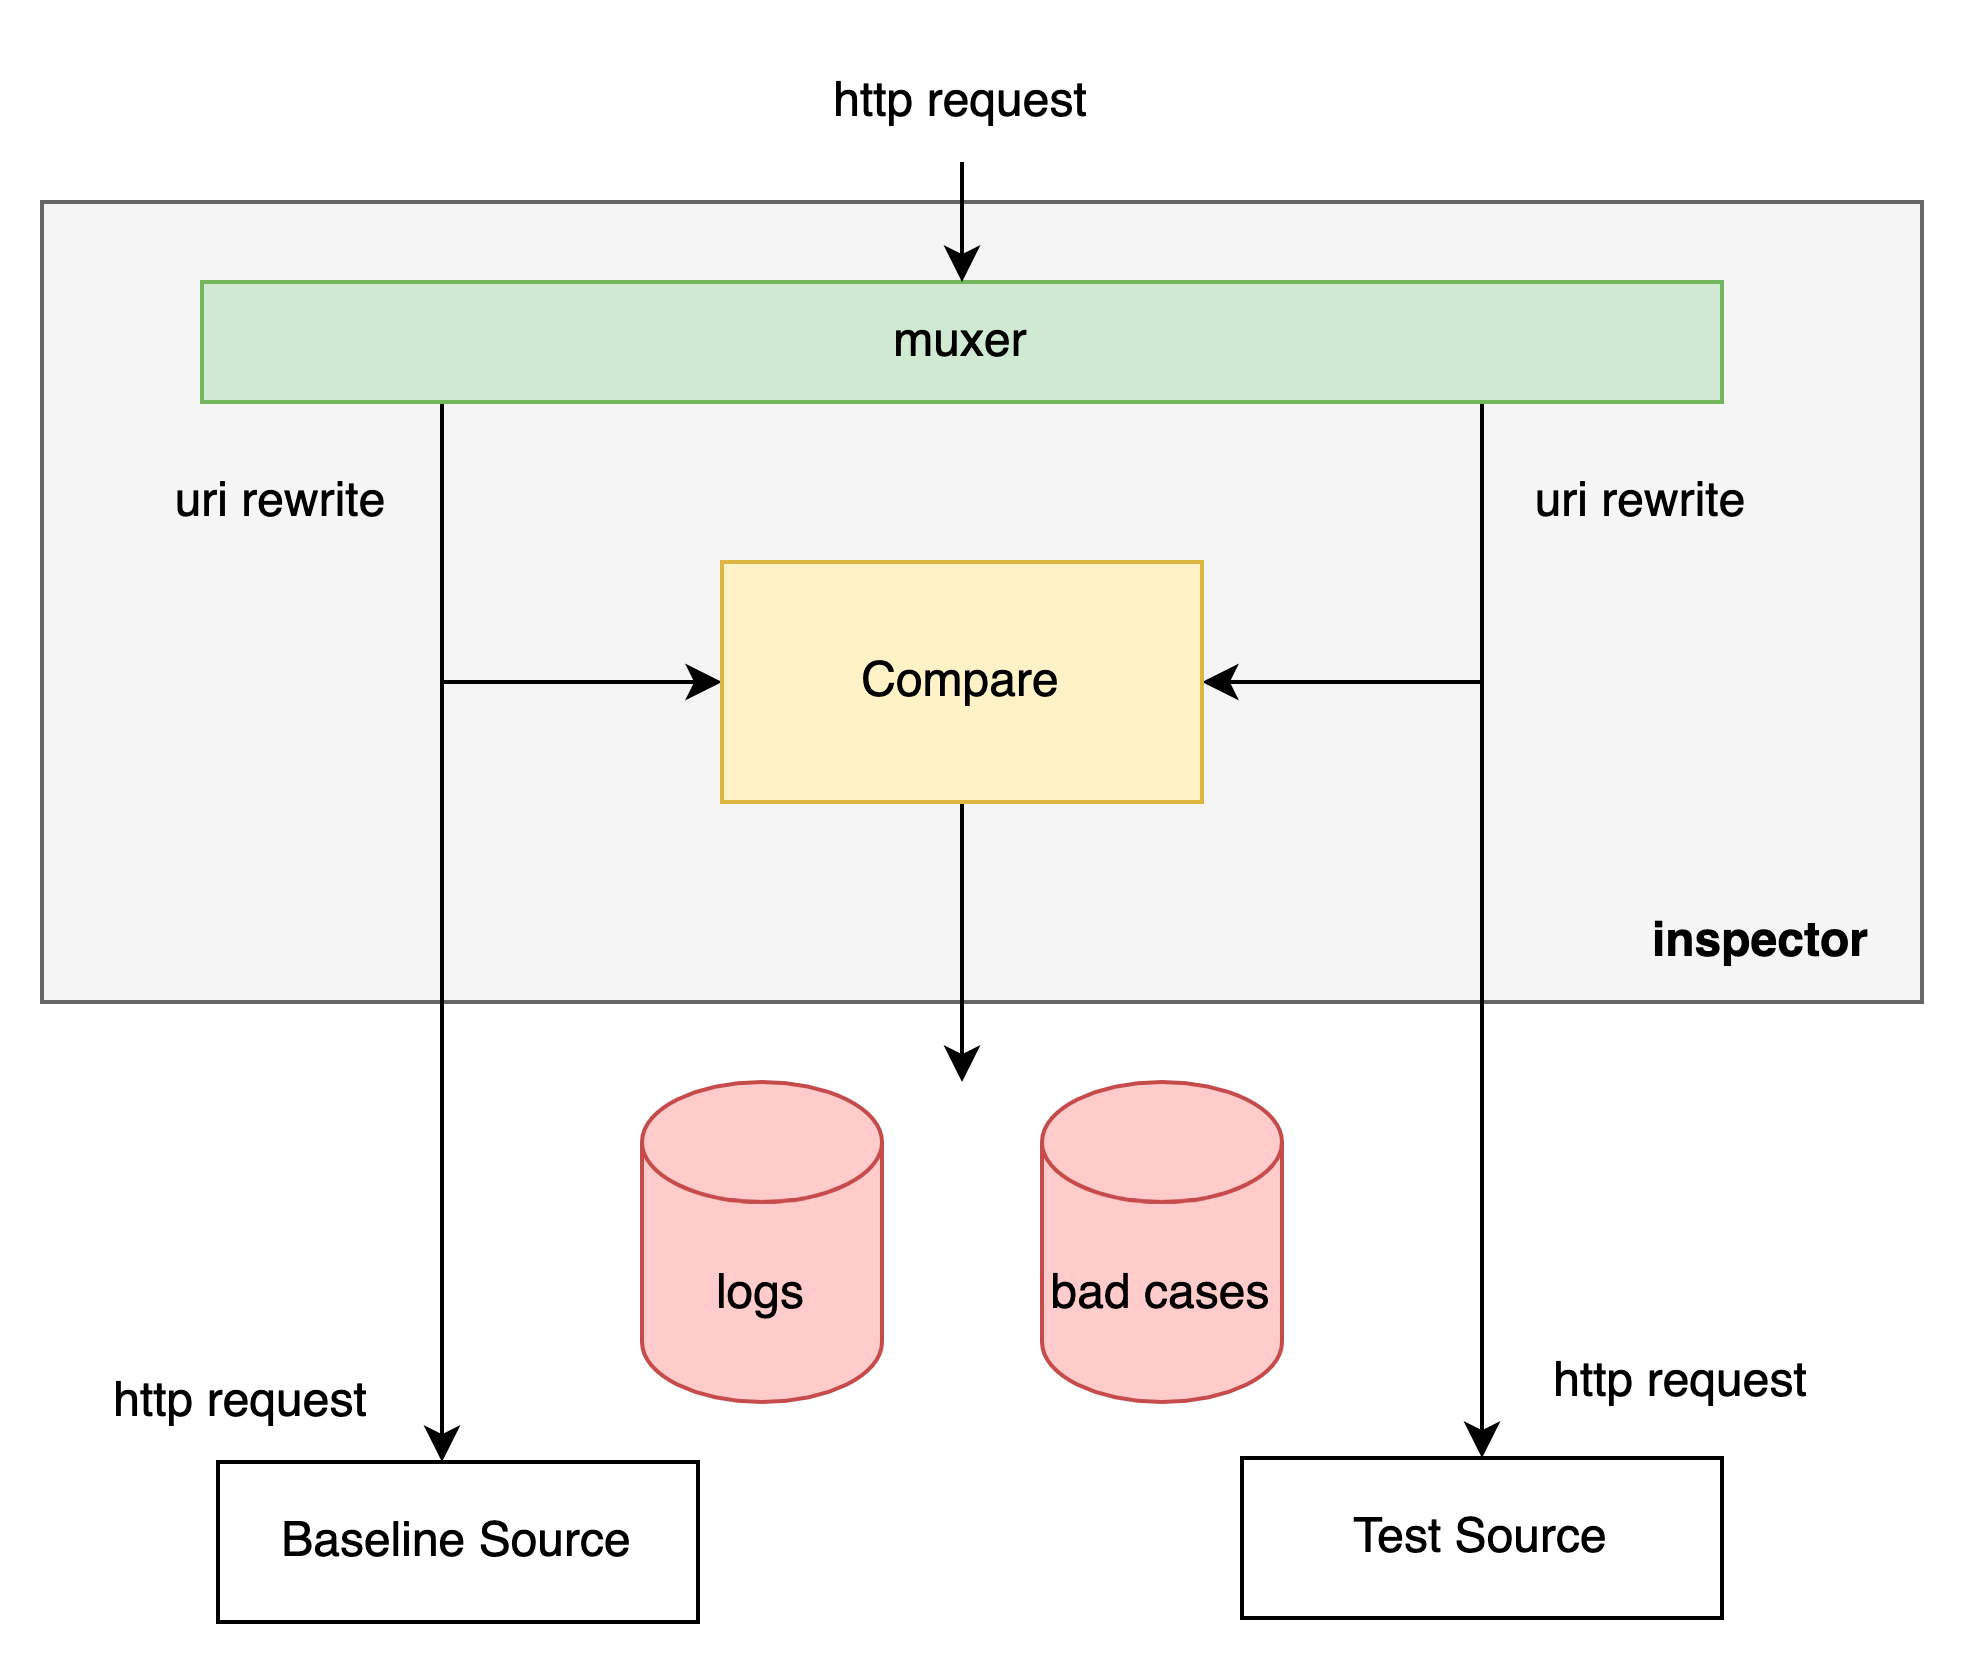 http request
muxer
uri rewrite
uri rewrite
Compare
inspector
logs
bad cases
http request
http request
Baseline Source
Test Source